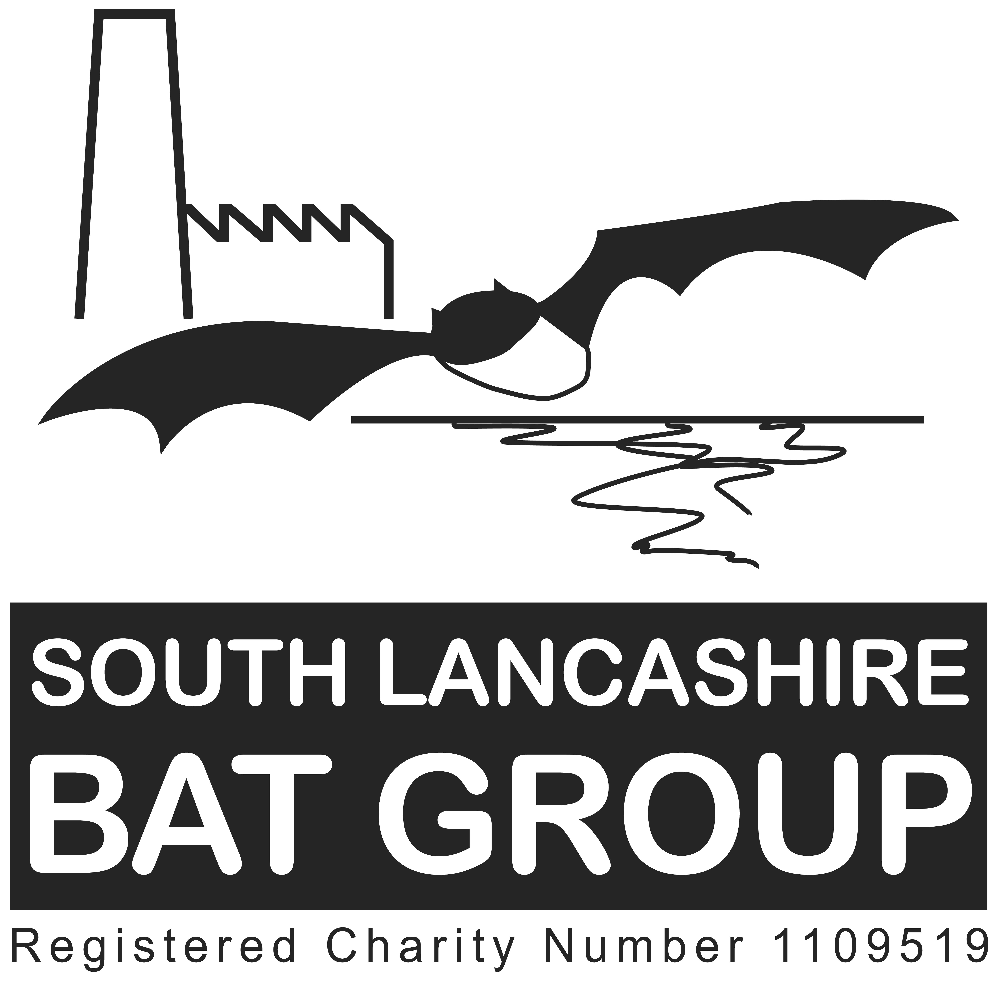 SOUTH LANCASHIRE
BAT GROUP
Registered Charity Number 1109519